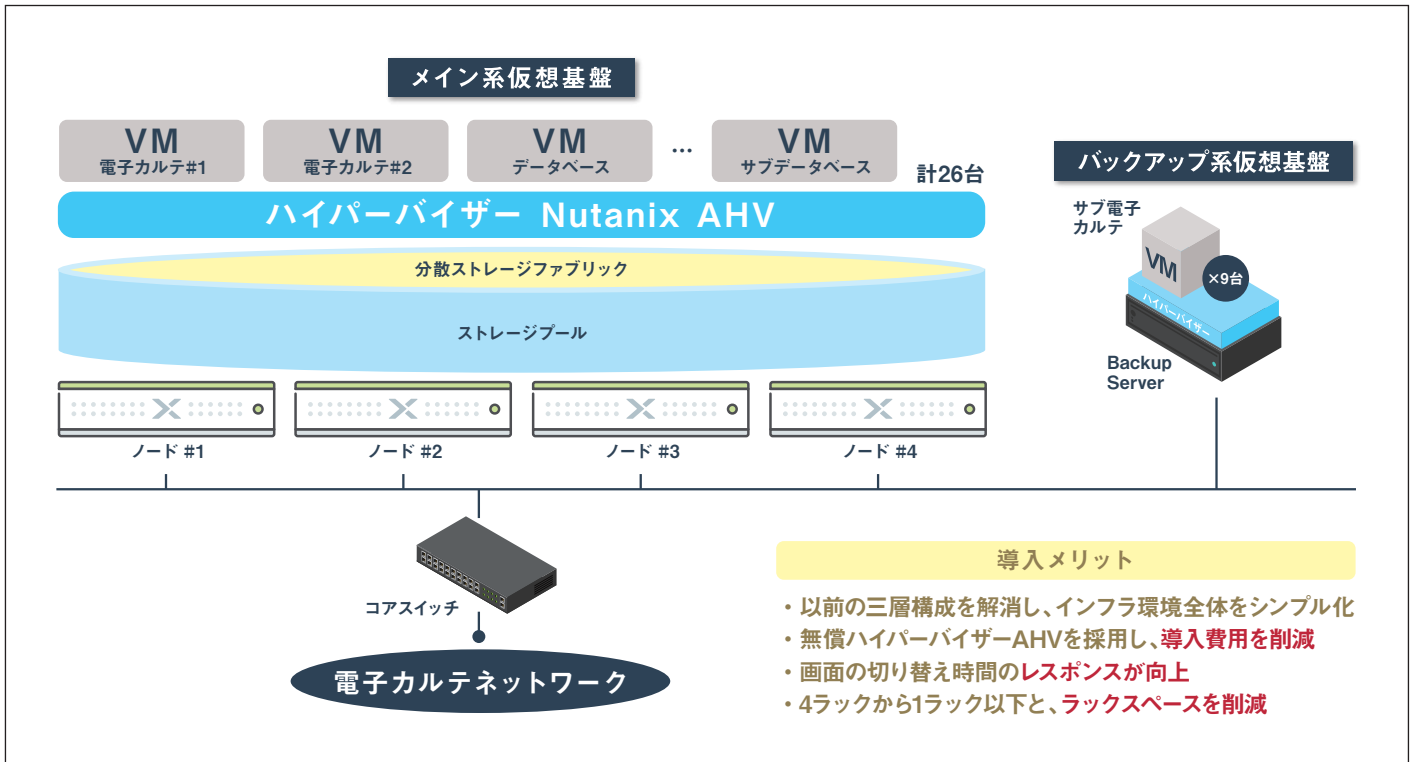 メイン系仮想基盤
VM
電子カルテ#1
VM
電子カルテ#2
VM
データベース
…
VM
サブデータベース
計26台
ハイパーバイザー Nutanix AHV
分散ストレージファブリック
ストレージプール
ノード #1
ノード #2
ノード #3
ノード #4
バックアップ系仮想基盤
サブ電子
カルテ
VM
×9台
ハイパーバイザー
Backup
Server
コアスイッチ
電子カルテネットワーク
導入メリット
・以前の三層構成を解消し、インフラ環境全体をシンプル化
・無償ハイパーバイザーAHVを採用し、導入費用を削減
・画面の切り替え時間のレスポンスが向上
・4ラックから1ラック以下と、ラックスペースを削減